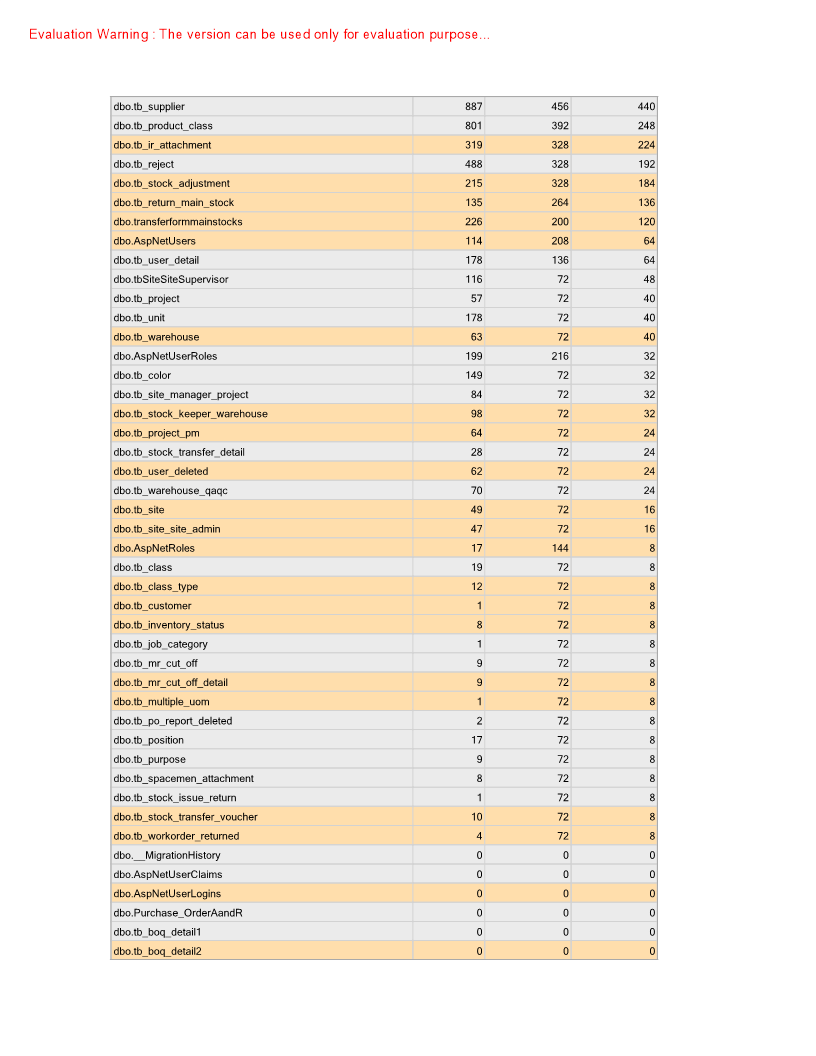 Evaluation Warning : The version can be used only for evaluation purpose...
dbo.tb_supplier 887 456 440
dbo.tb_product_class 801 392 248
dbo.tb_ir_attachment 319 328 224
dbo.tb_reject 488 328 192
dbo.tb_stock_adjustment 215 328 184
dbo.tb_return_main_stock 135 264 136
dbo.transferformmainstocks 226 200 120
dbo.AspNetUsers 114 208 64
dbo.tb_user_detail 178 136 64
dbo.tbSiteSiteSupervisor 116 72 48
dbo.tb_project 57 72 40
dbo.tb_unit 178 72 40
dbo.tb_warehouse 63 72 40
dbo.AspNetUserRoles 199 216 32
dbo.tb_color 149 72 32
dbo.tb_site_manager_project 84 72 32
dbo.tb_stock_keeper_warehouse 98 72 32
dbo.tb_project_pm 64 72 24
dbo.tb_stock_transfer_detail 28 72 24
dbo.tb_user_deleted 62 72 24
dbo.tb_warehouse_qaqc 70 72 24
dbo.tb_site 49 72 16
dbo.tb_site_site_admin 47 72 16
dbo.AspNetRoles 17 144 8
dbo.tb_class 19 72 8
dbo.tb_class_type 12 72 8
dbo.tb_customer 1 72 8
dbo.tb_inventory_status 8 72 8
dbo.tb_job_category 1 72 8
dbo.tb_mr_cut_off 9 72 8
dbo.tb_mr_cut_off_detail 9 72 8
dbo.tb_multiple_uom 1 72 8
dbo.tb_po_report_deleted 2 72 8
dbo.tb_position 17 72 8
dbo.tb_purpose 9 72 8
dbo.tb_spacemen_attachment 8 72 8
dbo.tb_stock_issue_return 1 72 8
dbo.tb_stock_transfer_voucher 10 72 8
dbo.tb_workorder_returned 4 72 8
dbo.__MigrationHistory 0 0 0
dbo.AspNetUserClaims 0 0 0
dbo.AspNetUserLogins 0 0 0
dbo.Purchase_OrderAandR 0 0 0
dbo.tb_boq_detail1 0 0 0
dbo.tb_boq_detail2 0 0 0